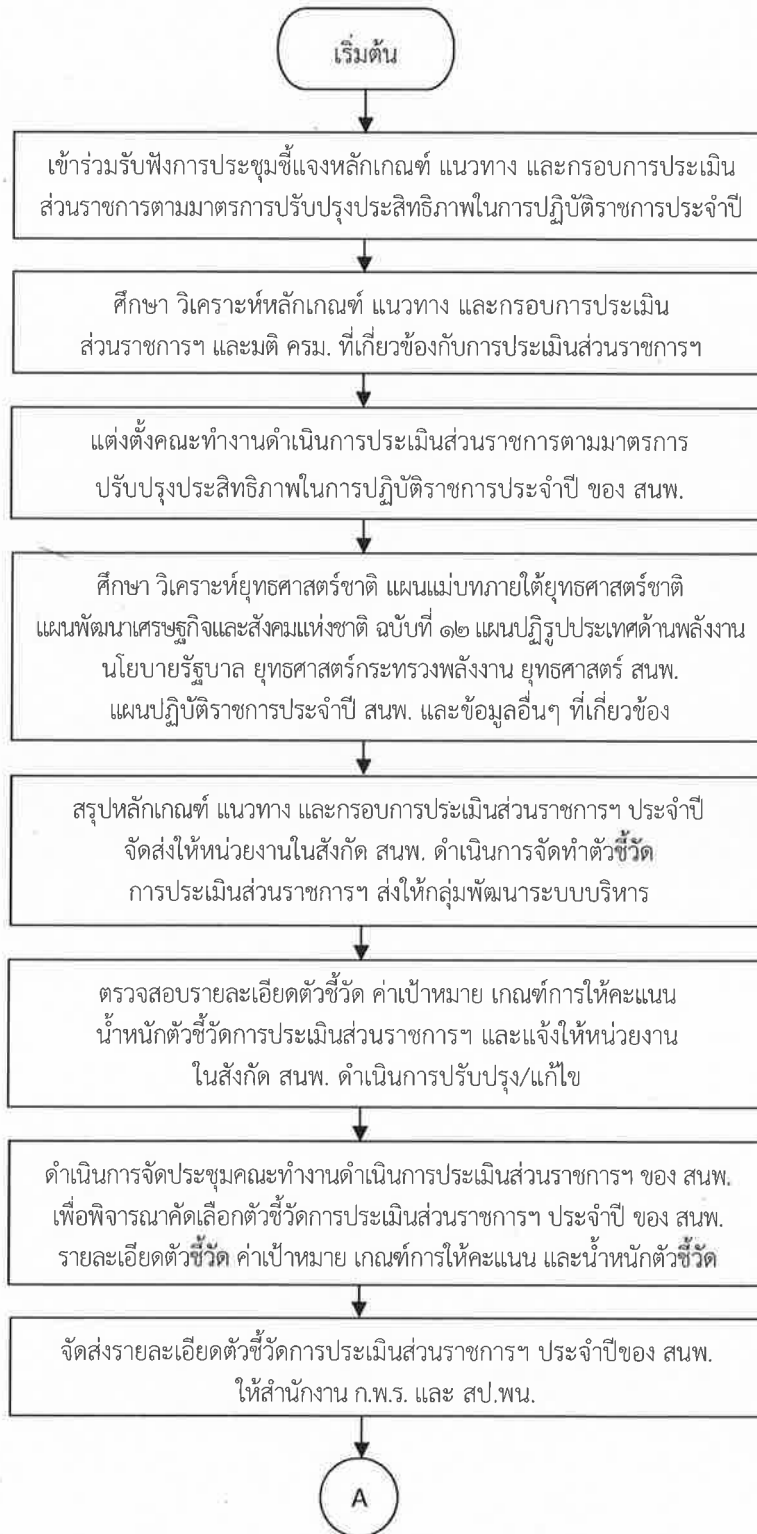 เริ่มต้น
เข้าร่วมรับฟังการประชุมชี้แจงหลักเกณฑ์ แนวทาง และกรอบการประเมิน
ส่วนราชการตามมาตรการปรับปรุงประสิทธิภาพในการปฏิบัติราชการประจำปี
ศึกษา วิเคราะห์หลักเกณฑ์ แนวทาง และกรอบการประเมิน
ส่วนราชการฯ และมติ ครม. ที่เกี่ยวข้องกับการประเมินส่วนราชการฯ
แต่งตั้งคณะทำงานดำเนินการประเมินส่วนราชการตามมาตรการ
ปรับปรุงประสิทธิภาพในการปฏิบัติราชการประจำปี ของ สนพ.
ศึกษา วิเคราะห์ยุทธศาสตร์ชาติ แผนแม่บทภายใต้ยุทธศาสตร์ชาติ
แผนพัฒนาเศรษฐกิจและสังคมแห่งชาติ ฉบับที่ ๑๒ แผนปฏิรูปประเทศด้านพลังงาน
นโยบายรัฐบาล ยุทธศาสตร์กระทรวงพลังงาน ยุทธศาสตร์ สนพ.
แผนปฏิบัติราชการประจำปี สนพ. และข้อมูลอื่นๆ ที่เกี่ยวข้อง
สรุปหลักเกณฑ์ แนวทาง และกรอบการประเมินส่วนราชการฯ ประจำปี
จัดส่งให้หน่วยงานในสังกัด สนพ. ดำเนินการจัดทำตัวชี้วัด
การประเมินส่วนราชการฯ ส่งให้กลุ่มพัฒนาระบบบริหาร
ตรวจสอบรายละเอียดตัวชี้วัด ค่าเป้าหมาย เกณฑ์การให้คะแนน
น้ำหนักตัวชี้วัดการประเมินส่วนราชการฯ และแจ้งให้หน่วยงาน
ในสังกัด สนพ. ดำเนินการปรับปรุง/แก้ไข
ดำเนินการจัดประชุมคณะทำงานดำเนินการประเมินส่วนราชการฯ ของ สนพ.
เพื่อพิจารณาคัดเลือกตัวชี้วัดการประเมินส่วนราชการฯ ประจำปี ของ สนพ.
รายละเอียดตัวชี้วัด ค่าเป้าหมาย เกณฑ์การให้คะแนน และน้ำหนักตัวชี้วัด
จัดส่งรายละเอียดตัวชี้วัดการประเมินส่วนราชการฯ ประจำปีของ สนพ.
ให้สำนักงาน ก.พ.ร. และ สป.พน.
A